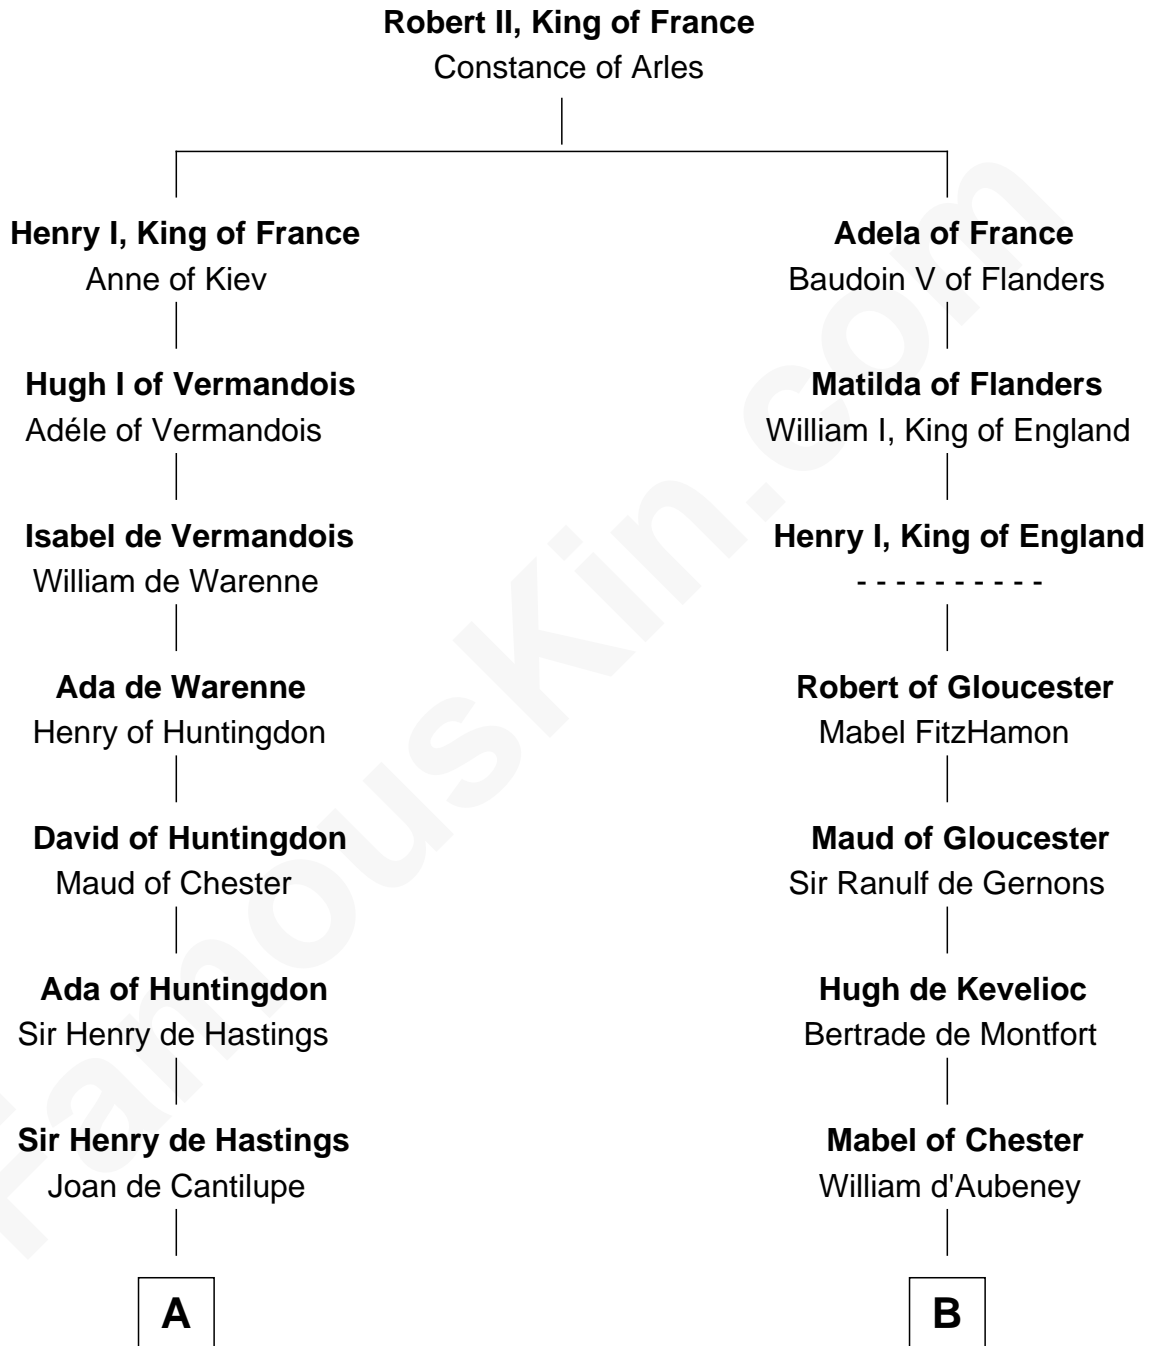 Robert II, King of France
Constance of Arles
Henry I, King of France
Anne of Kiev
Adela of France
Baudoin V of Flanders
Hugh I of Vermandois
Adéle of Vermandois
Matilda of Flanders
William I, King of England
Isabel de Vermandois
William de Warenne
Henry I, King of England
- - - - - - - - - -
Ada de Warenne
Henry of Huntingdon
Robert of Gloucester
Mabel FitzHamon
David of Huntingdon
Maud of Chester
Maud of Gloucester
Sir Ranulf de Gernons
Ada of Huntingdon
Sir Henry de Hastings
Hugh de Kevelioc
Bertrade de Montfort
Sir Henry de Hastings
Joan de Cantilupe
Mabel of Chester
William d'Aubeney
A
B
FamousKin.com